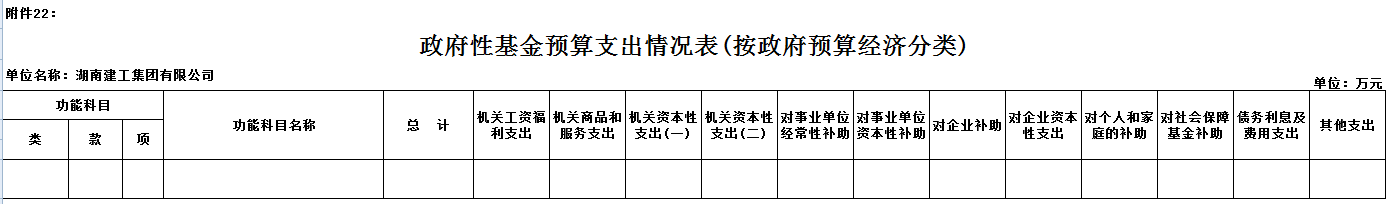 附件22：
政府性基金预算支出情况表(按政府预算经济分类)
单位名称：湖南建工集团有限公司
单位：万元
功能科目
功能科目名称
总 计
机关工资福
利支出
机关商品和
服务支出
机关资本性
支出(一)
机关资本性
支出(二)
对事业单位
经常性补助
对事业单位
资本性补助
对企业补助
对企业资本
性支出
对个人和家
庭的补助
对社会保障
基金补助
债务利息及
费用支出
其他支出
类
款
项